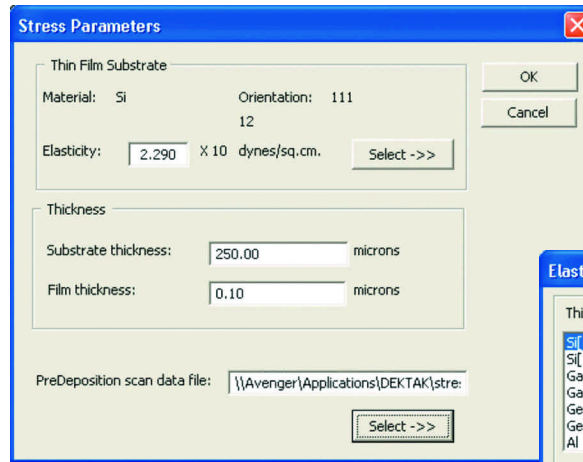 Stress Parameters
Thin Film Substrate
OK
Material: Si Orientation: 111
Cancel
12
Elasticity: 2.290 X 10 dynes/sq.cm. Select ->>
Thickness
Substrate thickness: 250.00 microns
Film thickness: 0.10 microns
PreDeposition scan data file: \\Avenger\Applications\DEKTAK\stre
Select ->>
Elast
Thi
Si[
Si[
Ga
Ga
Ge
Ge
Al